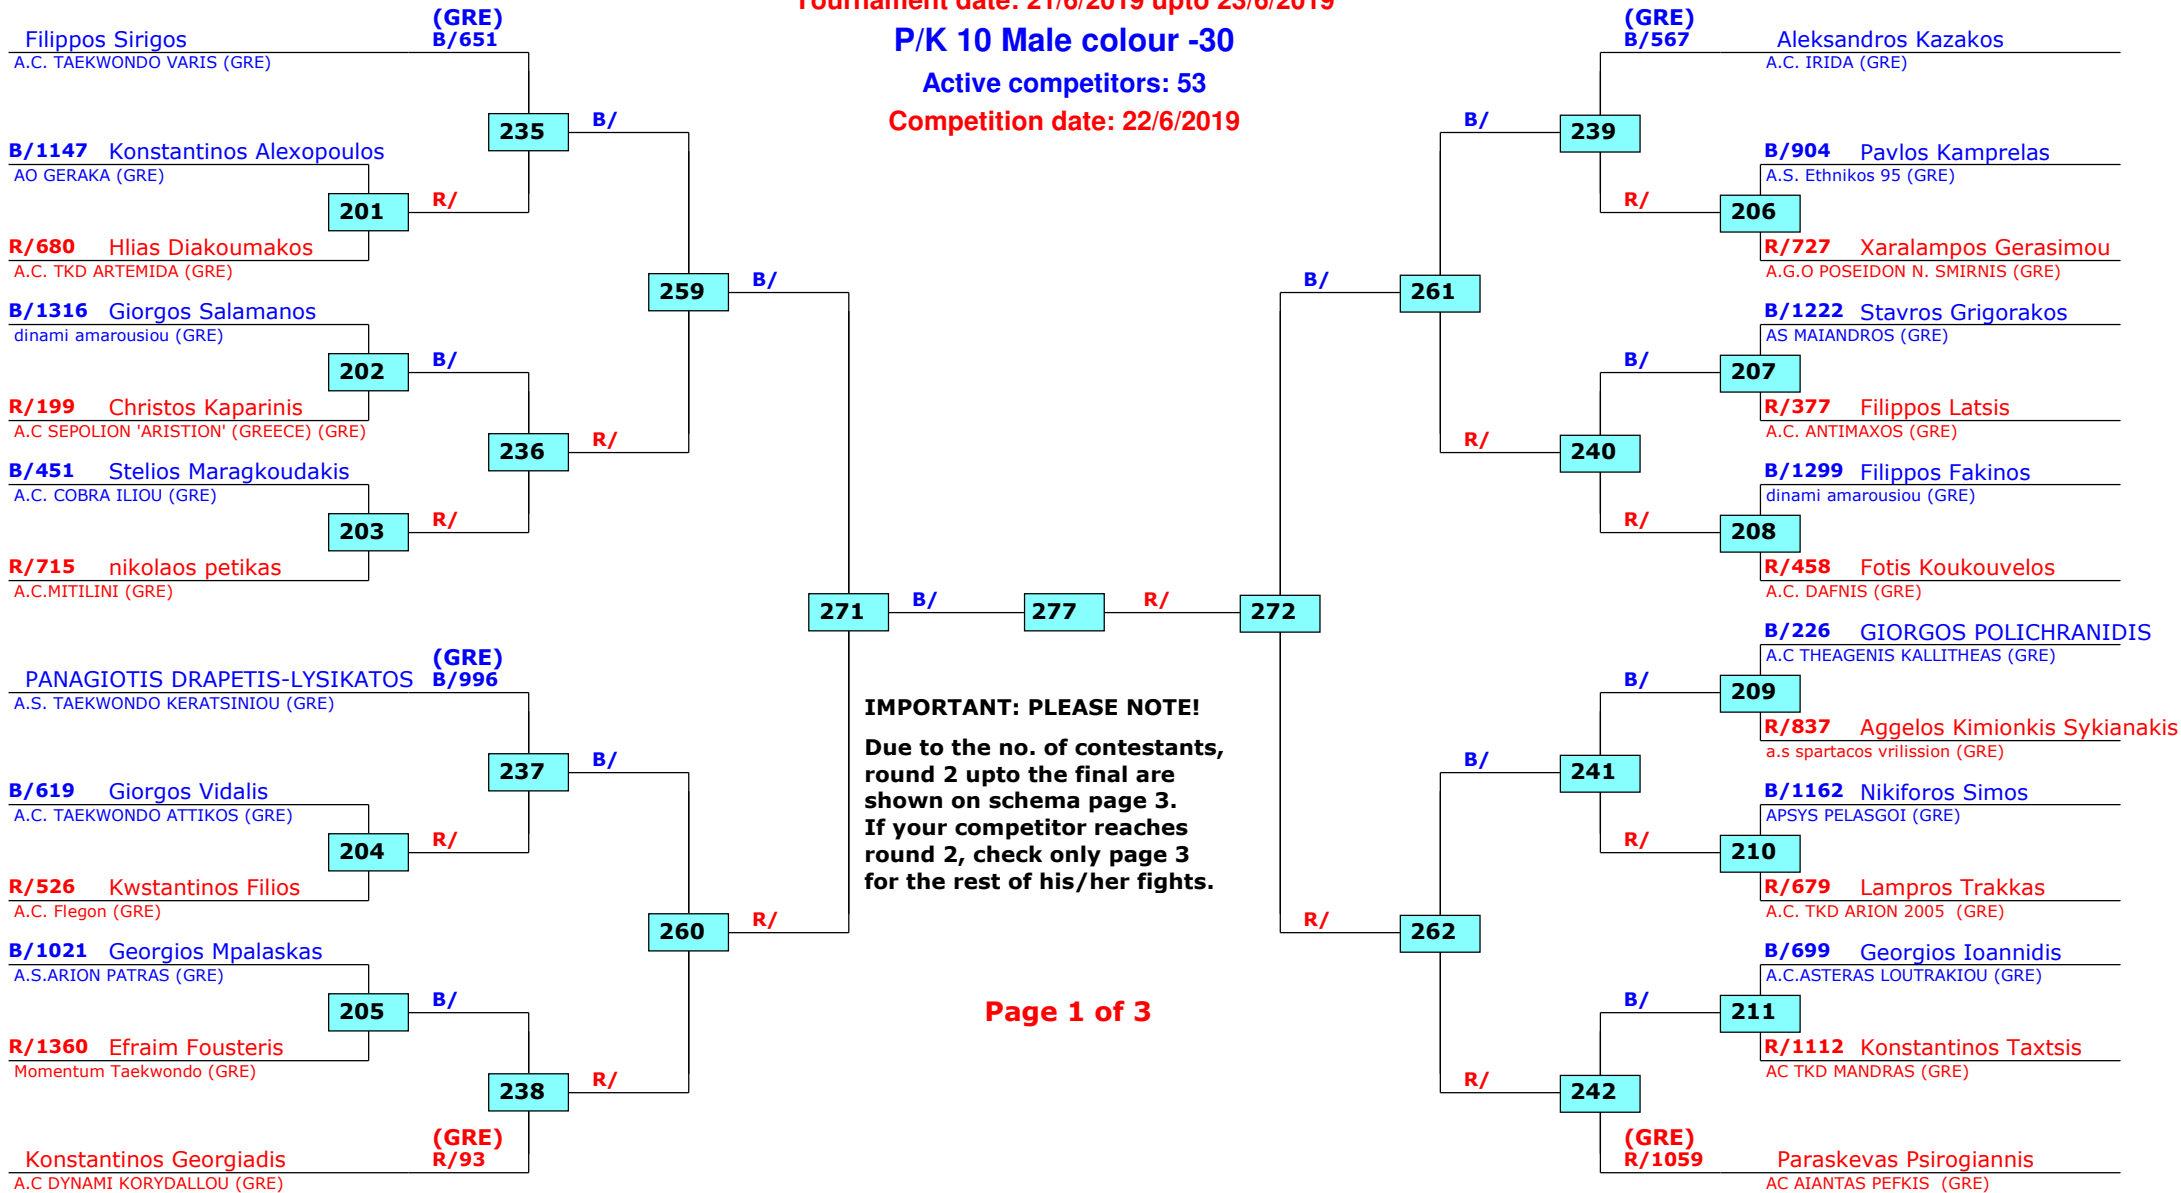 Tournament date: 21/6/2019 upto 23/6/2019
P/K 10 Male colour -30
Active competitors: 53
Competition date: 22/6/2019
(GRE)
Filippos Sirigos B/651
A.C. TAEKWONDO VARIS (GRE)
235 B/
B/1147 Konstantinos Alexopoulos
AO GERAKA (GRE)
201 R/
R/680 Hlias Diakoumakos
A.C. TKD ARTEMIDA (GRE)
259 B/
B/1316 Giorgos Salamanos
dinami amarousiou (GRE)
202 B/
R/199 Christos Kaparinis
A.C SEPOLION 'ARISTION' (GREECE) (GRE)
236 R/
B/451 Stelios Maragkoudakis
A.C. COBRA ILIOU (GRE)
203 R/
R/715 nikolaos petikas
A.C.MITILINI (GRE)
271 B/ 277 R/ 272
(GRE)
PANAGIOTIS DRAPETIS-LYSIKATOS B/996
A.S. TAEKWONDO KERATSINIOU (GRE)
237 B/
B/619 Giorgos Vidalis
A.C. TAEKWONDO ATTIKOS (GRE)
204 R/
R/526 Kwstantinos Filios
A.C. Flegon (GRE)
260 R/
B/1021 Georgios Mpalaskas
A.S.ARION PATRAS (GRE)
205 B/
R/1360 Efraim Fousteris
Momentum Taekwondo (GRE)
238 R/
(GRE)
Konstantinos Georgiadis R/93
A.C DYNAMI KORYDALLOU (GRE)
IMPORTANT: PLEASE NOTE!
Due to the no. of contestants,
round 2 upto the final are
shown on schema page 3.
If your competitor reaches
round 2, check only page 3
for the rest of his/her fights.
Page 1 of 3
(GRE)
B/567 Aleksandros Kazakos
A.C. IRIDA (GRE)
B/ 239
B/904 Pavlos Kamprelas
A.S. Ethnikos 95 (GRE)
R/ 206
R/727 Xaralampos Gerasimou
A.G.O POSEIDON N. SMIRNIS (GRE)
B/ 261
B/1222 Stavros Grigorakos
AS MAIANDROS (GRE)
B/ 207
R/377 Filippos Latsis
A.C. ANTIMAXOS (GRE)
R/ 240
B/1299 Filippos Fakinos
dinami amarousiou (GRE)
R/ 208
R/458 Fotis Koukouvelos
A.C. DAFNIS (GRE)
B/226 GIORGOS POLICHRANIDIS
A.C THEAGENIS KALLITHEAS (GRE)
B/ 209
R/837 Aggelos Kimionkis Sykianakis
a.s spartacos vrilission (GRE)
B/ 241
B/1162 Nikiforos Simos
APSYS PELASGOI (GRE)
R/ 210
R/679 Lampros Trakkas
A.C. TKD ARION 2005 (GRE)
R/ 262
B/699 Georgios Ioannidis
A.C.ASTERAS LOUTRAKIOU (GRE)
B/ 211
R/1112 Konstantinos Taxtsis
AC TKD MANDRAS (GRE)
R/ 242
(GRE)
R/1059 Paraskevas Psirogiannis
AC AIANTAS PEFKIS (GRE)